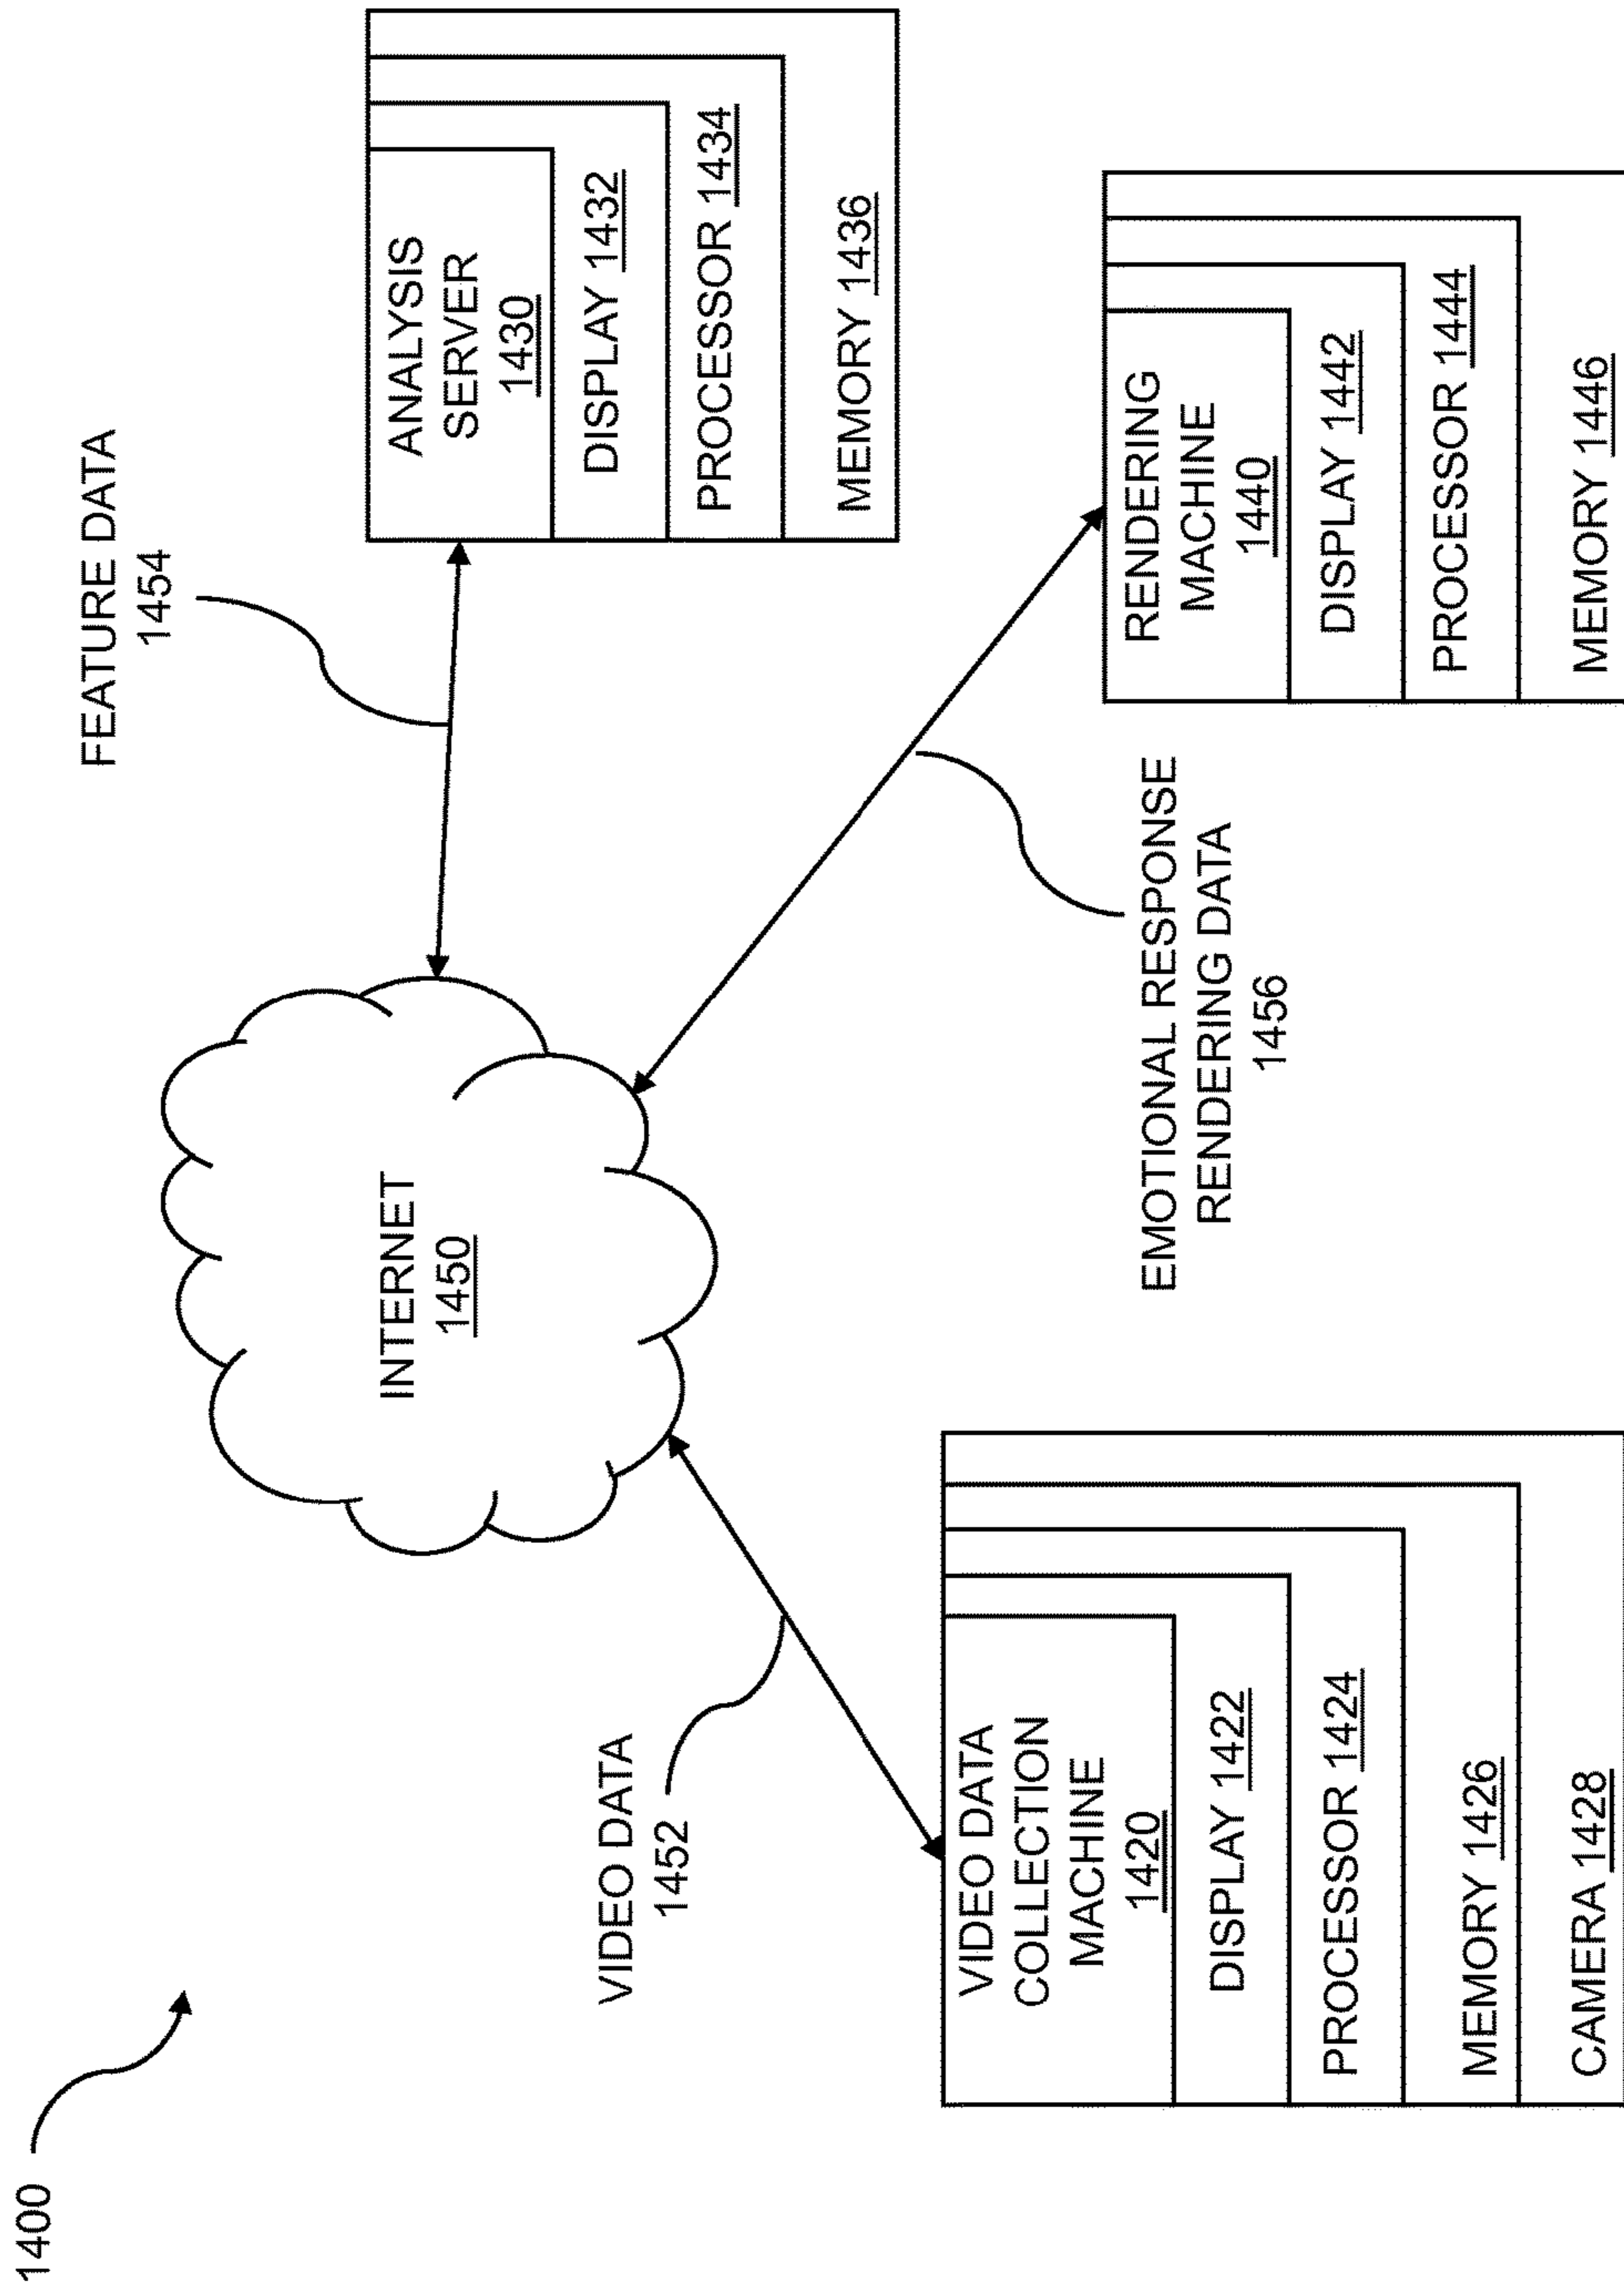 1400
VIDEO DATA
1452
FEATURE DATA
1454
INTERNET
1450
VIDEO DATA
COLLECTION
MACHINE
1420
DISPLAY 1422
PROCESSOR 1424
MEMORY 1426
CAMERA 1428
EMOTIONAL RESPONSE
RENDERING DATA
1456
ANALYSIS
SERVER
1430
DISPLAY 1432
PROCESSOR 1434
MEMORY 1436
RENDERING
MACHINE
1440
DISPLAY 1442
PROCESSOR 1444
MEMORY 1446